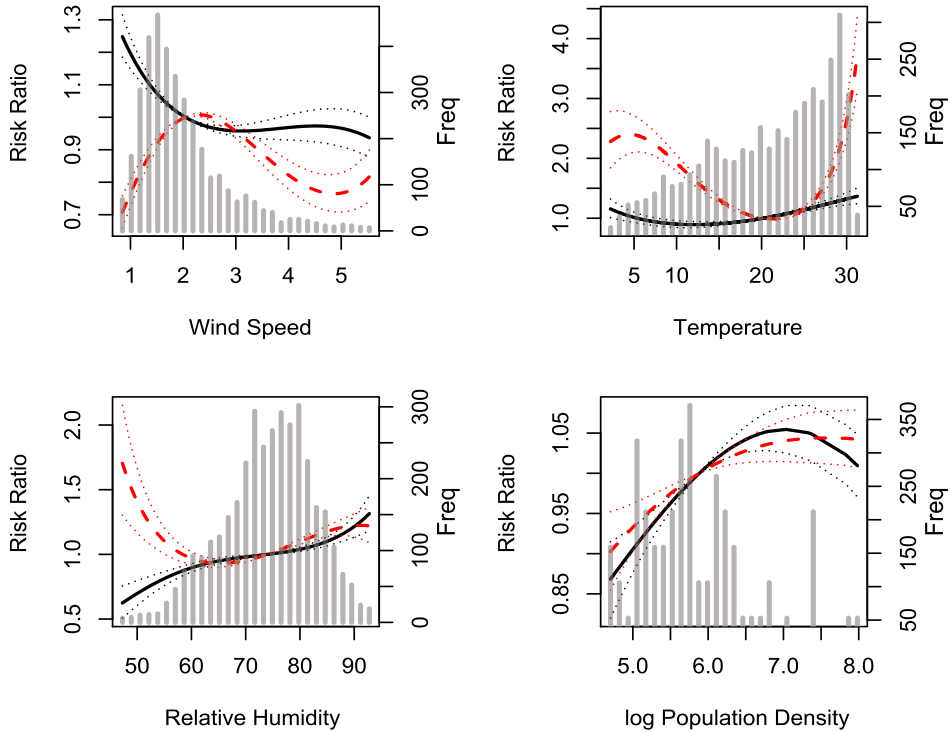 Risk Ratio
0.7 0.9 1.1 1.3
1 2 3 4 5
Wind Speed
0 100 300
Freq
Risk Ratio
1.0 2.0 3.0 4.0
5 10 20 30
Temperature
50 150 250
Freq
Risk Ratio
0.5 1.0 1.5 2.0
50 60 70 80 90
Relative Humidity
0 100 200 300
Freq
Risk Ratio
0.85 0.95 1.05
5.0 6.0 7.0 8.0
log Population Density
50 150 250 350
Freq